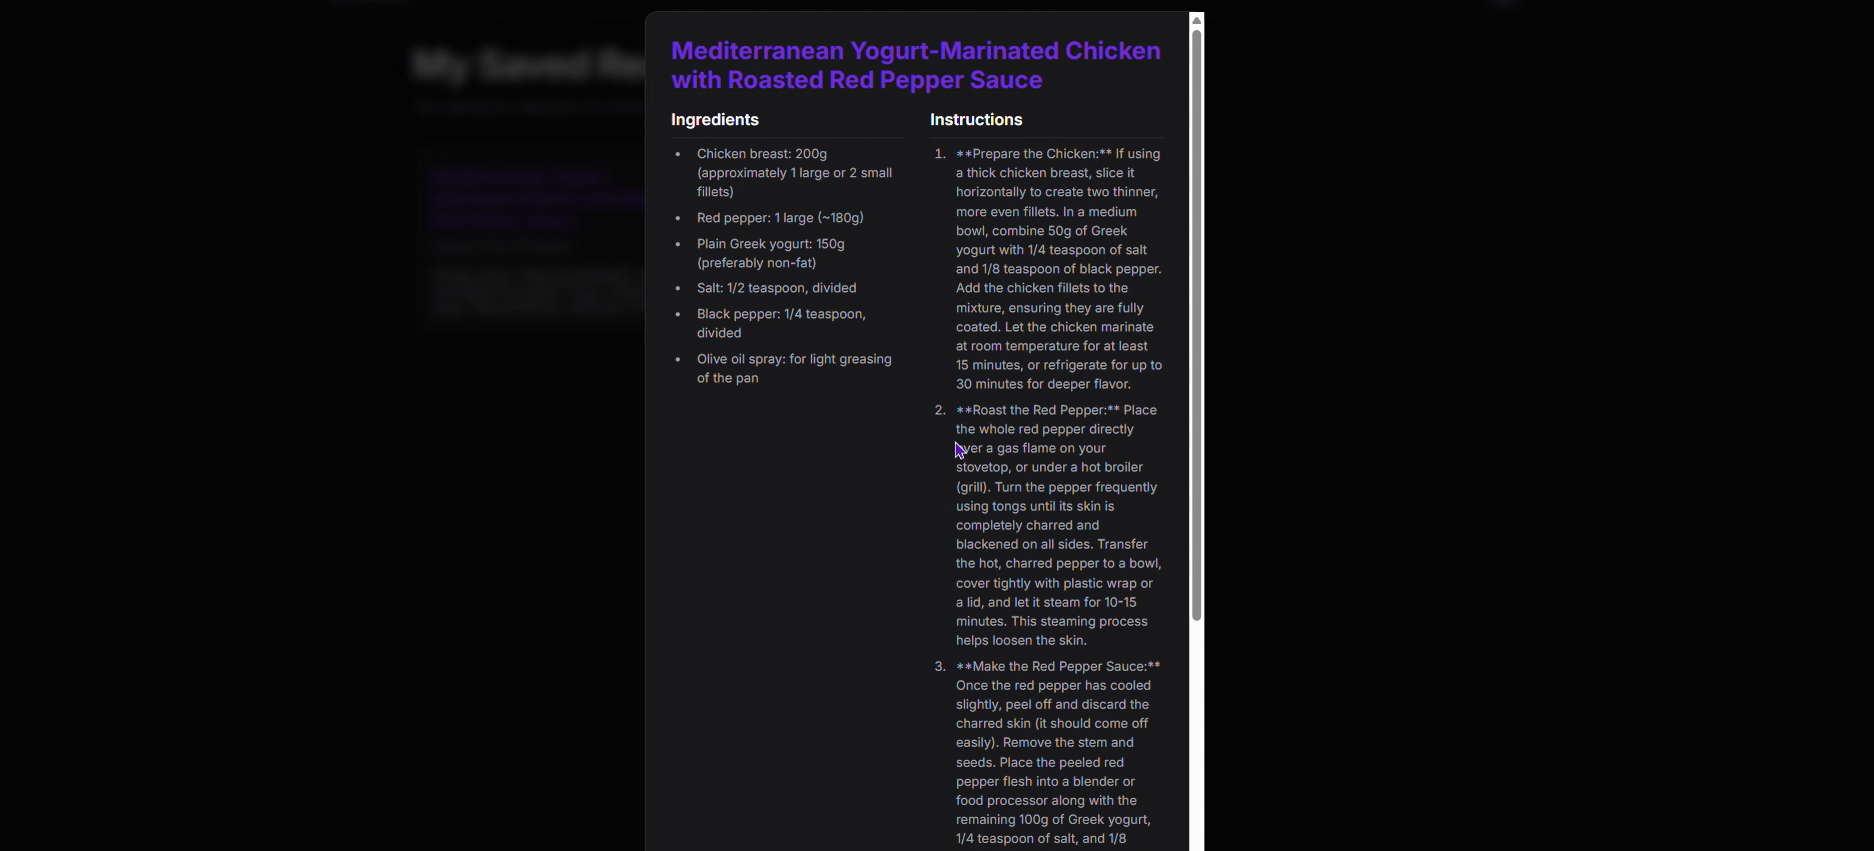 My Saved Re
Mediterranean Yogurt-Marinated Chicken
with Roasted Red Pepper Sauce
Ingredients
• Chicken breast: 200g
(approximately 1 large or 2 small
fillets)
• Red pepper: 1 large (~180g)
• Plain Greek yogurt: 150g
(preferably non-fat)
• Salt: 1/2 teaspoon, divided
• Black pepper: 1/4 teaspoon,
divided
• Olive oil spray: for light greasing
of the pan
Instructions
1. **Prepare the Chicken:** If using
a thick chicken breast, slice it
horizontally to create two thinner,
more even fillets. In a medium
bowl, combine 50g of Greek
yogurt with 1/4 teaspoon of salt
and 1/8 teaspoon of black pepper.
Add the chicken fillets to the
mixture, ensuring they are fully
coated. Let the chicken marinate
at room temperature for at least
15 minutes, or refrigerate for up to
30 minutes for deeper flavor.
2. **Roast the Red Pepper:** Place
the whole red pepper directly
over a gas flame on your
stovetop, or under a hot broiler
(grill). Turn the pepper frequently
using tongs until its skin is
completely charred and
blackened on all sides. Transfer
the hot, charred pepper to a bowl,
cover tightly with plastic wrap or
a lid, and let it steam for 10-15
minutes. This steaming process
helps loosen the skin.
3. **Make the Red Pepper Sauce:**
Once the red pepper has cooled
slightly, peel off and discard the
charred skin (it should come off
easily). Remove the stem and
seeds. Place the peeled red
pepper flesh into a blender or
food processor along with the
remaining 100g of Greek yogurt,
1/4 teaspoon of salt, and 1/8